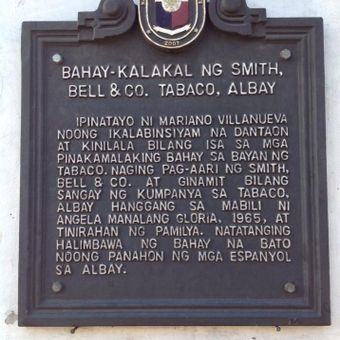 2007
BAHAY-KALAKAL NG SMITH,
BELL & CO. TABACO, ALBAY
IPINATAYO NI MARIANO VILLANUEVA
NOONG IKALABINSIYAM NA DANTAON
AT KINILALA BILANG ISA SA MGA
PINAKAMALAKING BAHAY SA BAYAN NG
TABACO. NAGING PAG-AARI NG SMITH,
BELL & CO. AT GINAMIT BILANG
SANGAY NG KUMPANYA SA TABACO,
ALBAY HANGGANG SA MABILI NI
ANGELA MANALANG GLORIA, 1965, AT
TINIRAHAN NG PAMILYA. NATATANGING
HALIMBAWA NG BAHAY NA BATO
NOONG PANAHON NG MGA ESPANYOL
SA ALBAY.